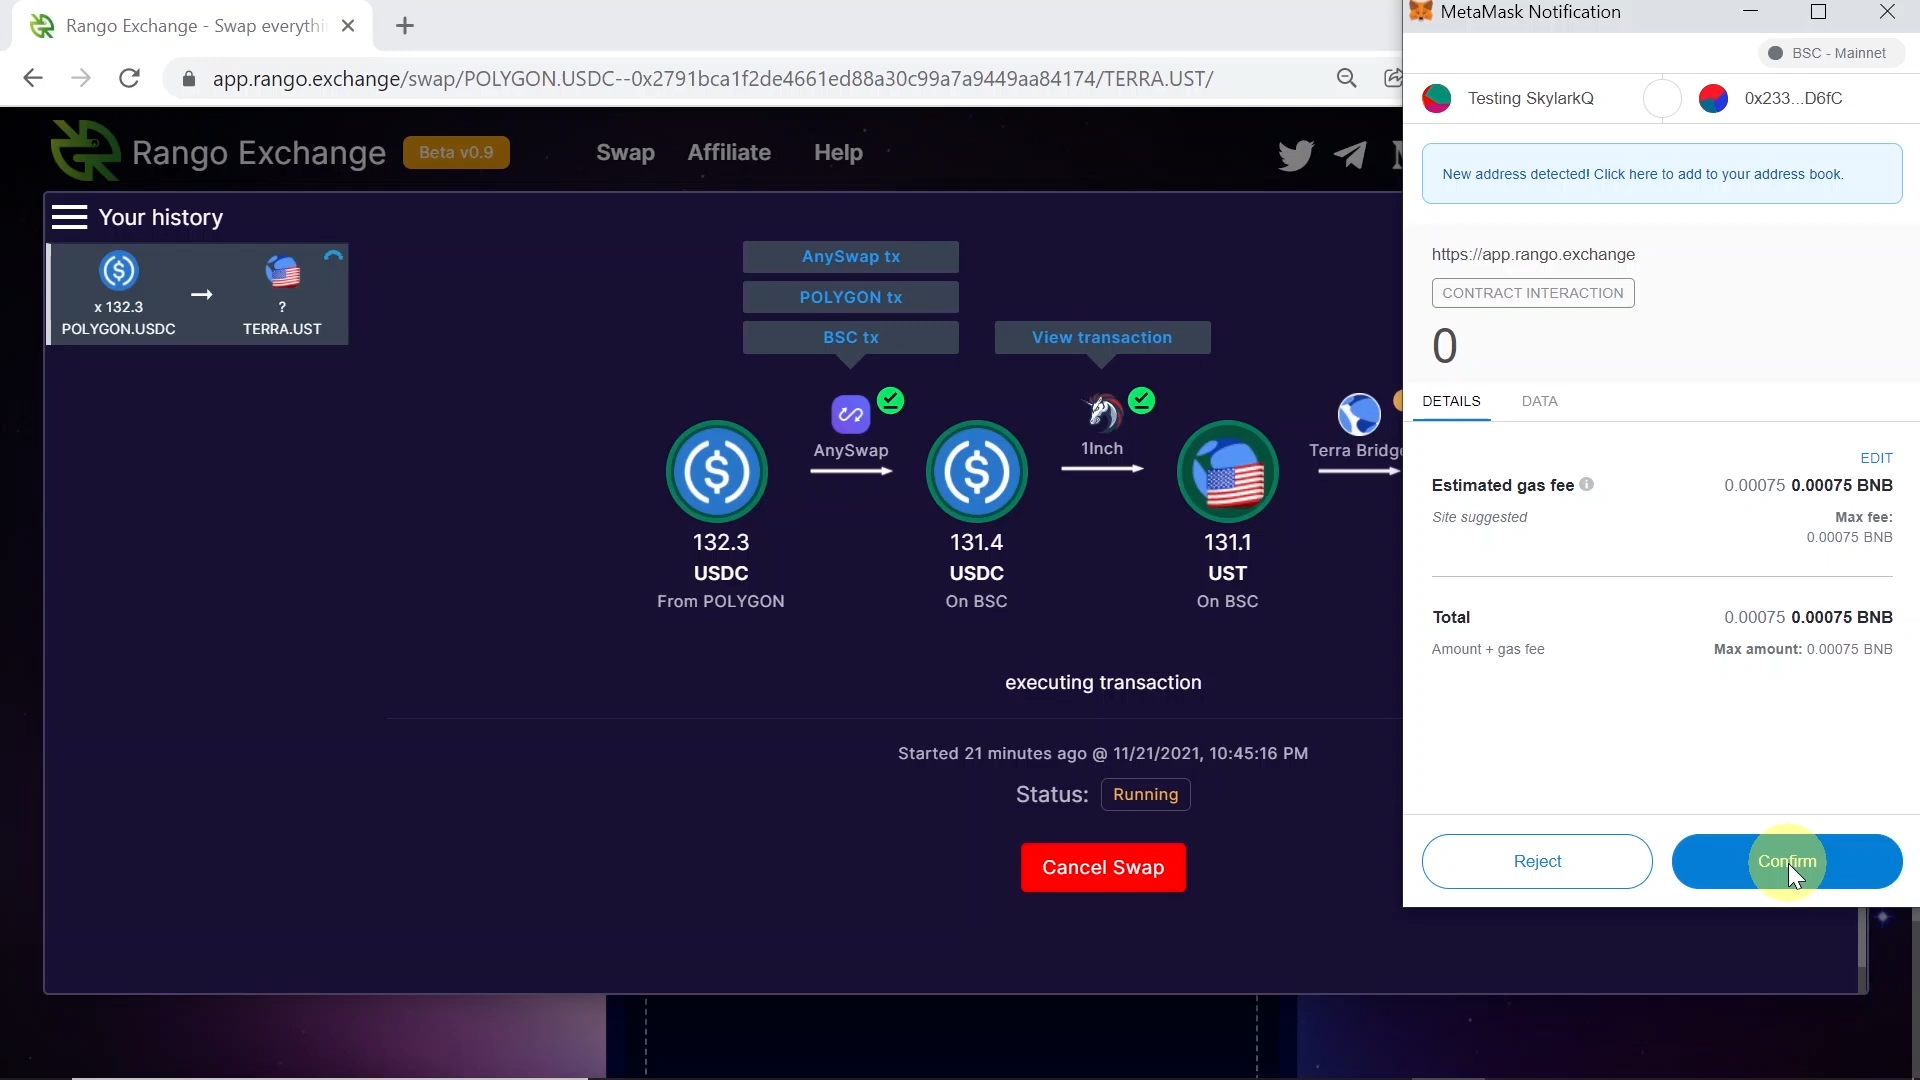 Rango Exchange - Swap everythi
app.rango.exchange/swap/POLYGON.USDC--0x2791bca1f2de4661ed88a30c99a7a9449aa84174/TERRA.UST/
Rango Exchange
Beta v0.9
Swap
Affiliate
Help
Your history
x 132.3
POLYGON.USDC
?
TERRA.UST
AnySwap tx
POLYGON tx
BSC tx
View transaction
AnySwap
1Inch
Terra Bridg
132.3
USDC
From POLYGON
131.4
USDC
On BSC
131.1
UST
On BSC
executing transaction
Started 21 minutes ago @ 11/21/2021, 10:45:16 PM
Status:
Running
Cancel Swap
MetaMask Notification
BSC - Mainnet
Testing SkylarkQ
0x233...D6fC
New address detected! Click here to add to your address book.
https://app.rango.exchange
CONTRACT INTERACTION
0
DETAILS
DATA
EDIT
Estimated gas fee
0.00075 0.00075 BNB
Site suggested
Max fee:
0.00075 BNB
Total
0.00075 0.00075 BNB
Amount + gas fee
Max amount: 0.00075 BNB
Reject
Confirm